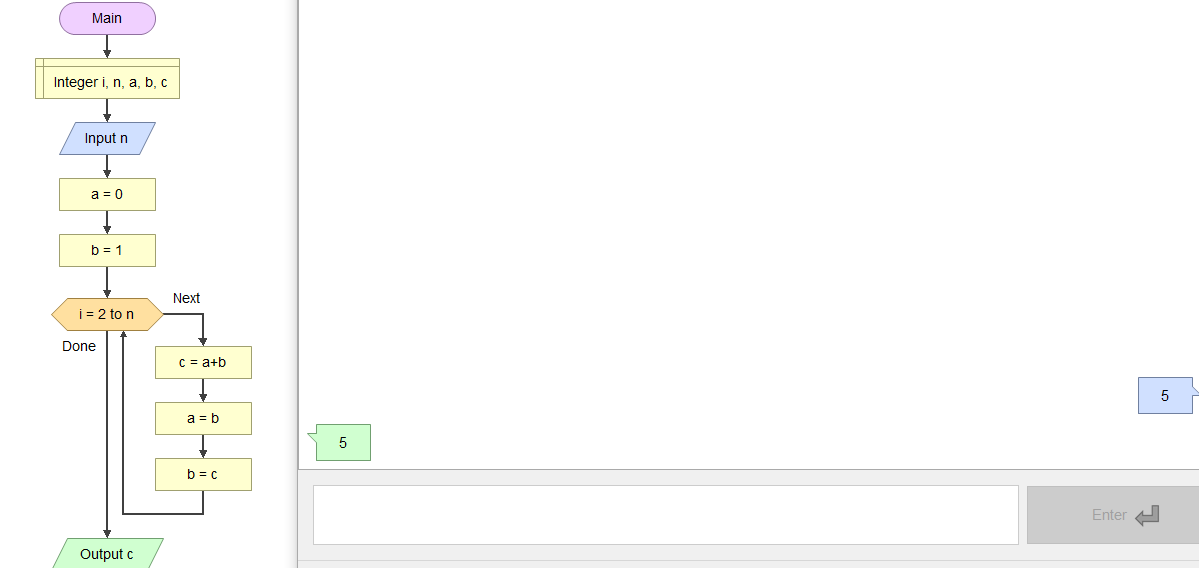 Main
Integer i, n, a, b, c
Input n
a = 0
b = 1
i = 2 to n
Next
Done
c = a+b
a = b
b = c
Output c
5
5
Enter